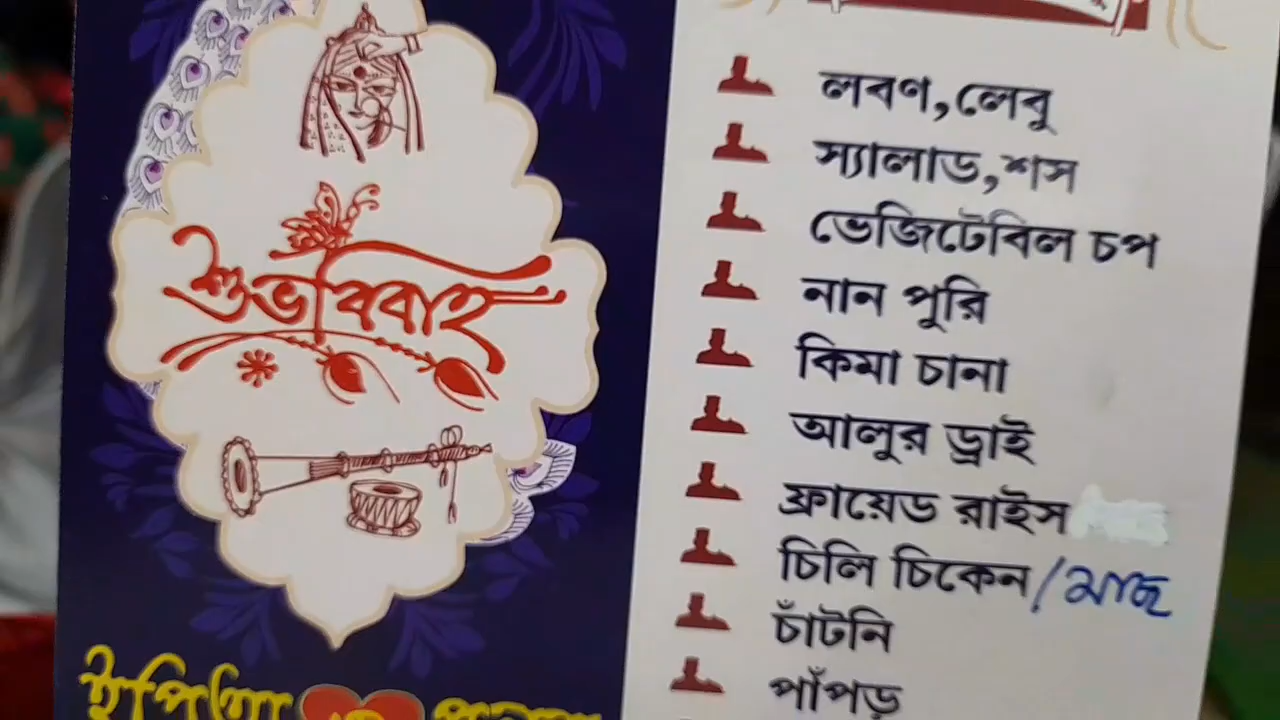 শুভবিবাহ
লবণ,লেবু
স্যালাড,শস
ভেজিটেবিল চপ
নান পুরি
কিমা চানা
আলুর ড্রাই
ফ্রায়েড রাইস
চিলি চিকেন/মাছ
চাঁটনি
পাঁপড়